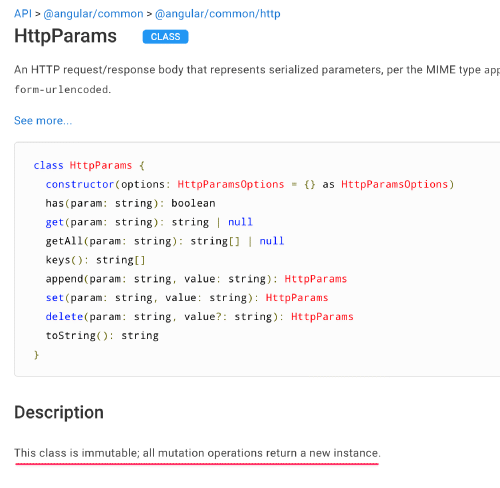 API > @angular/common > @angular/common/http
HttpParams CLASS
An HTTP request/response body that represents serialized parameters, per the MIME type
form-urlencoded.
See more...
class HttpParams {
constructor(options: HttpParamsOptions = {} as HttpParamsOptions)
has(param: string): boolean
get(param: string): string | null
getAll(param: string): string[] | null
keys(): string[]
append(param: string, value: string): HttpParams
set(param: string, value: string): HttpParams
delete(param: string, value?: string): HttpParams
toString(): string
}
Description
This class is immutable; all mutation operations return a new instance.